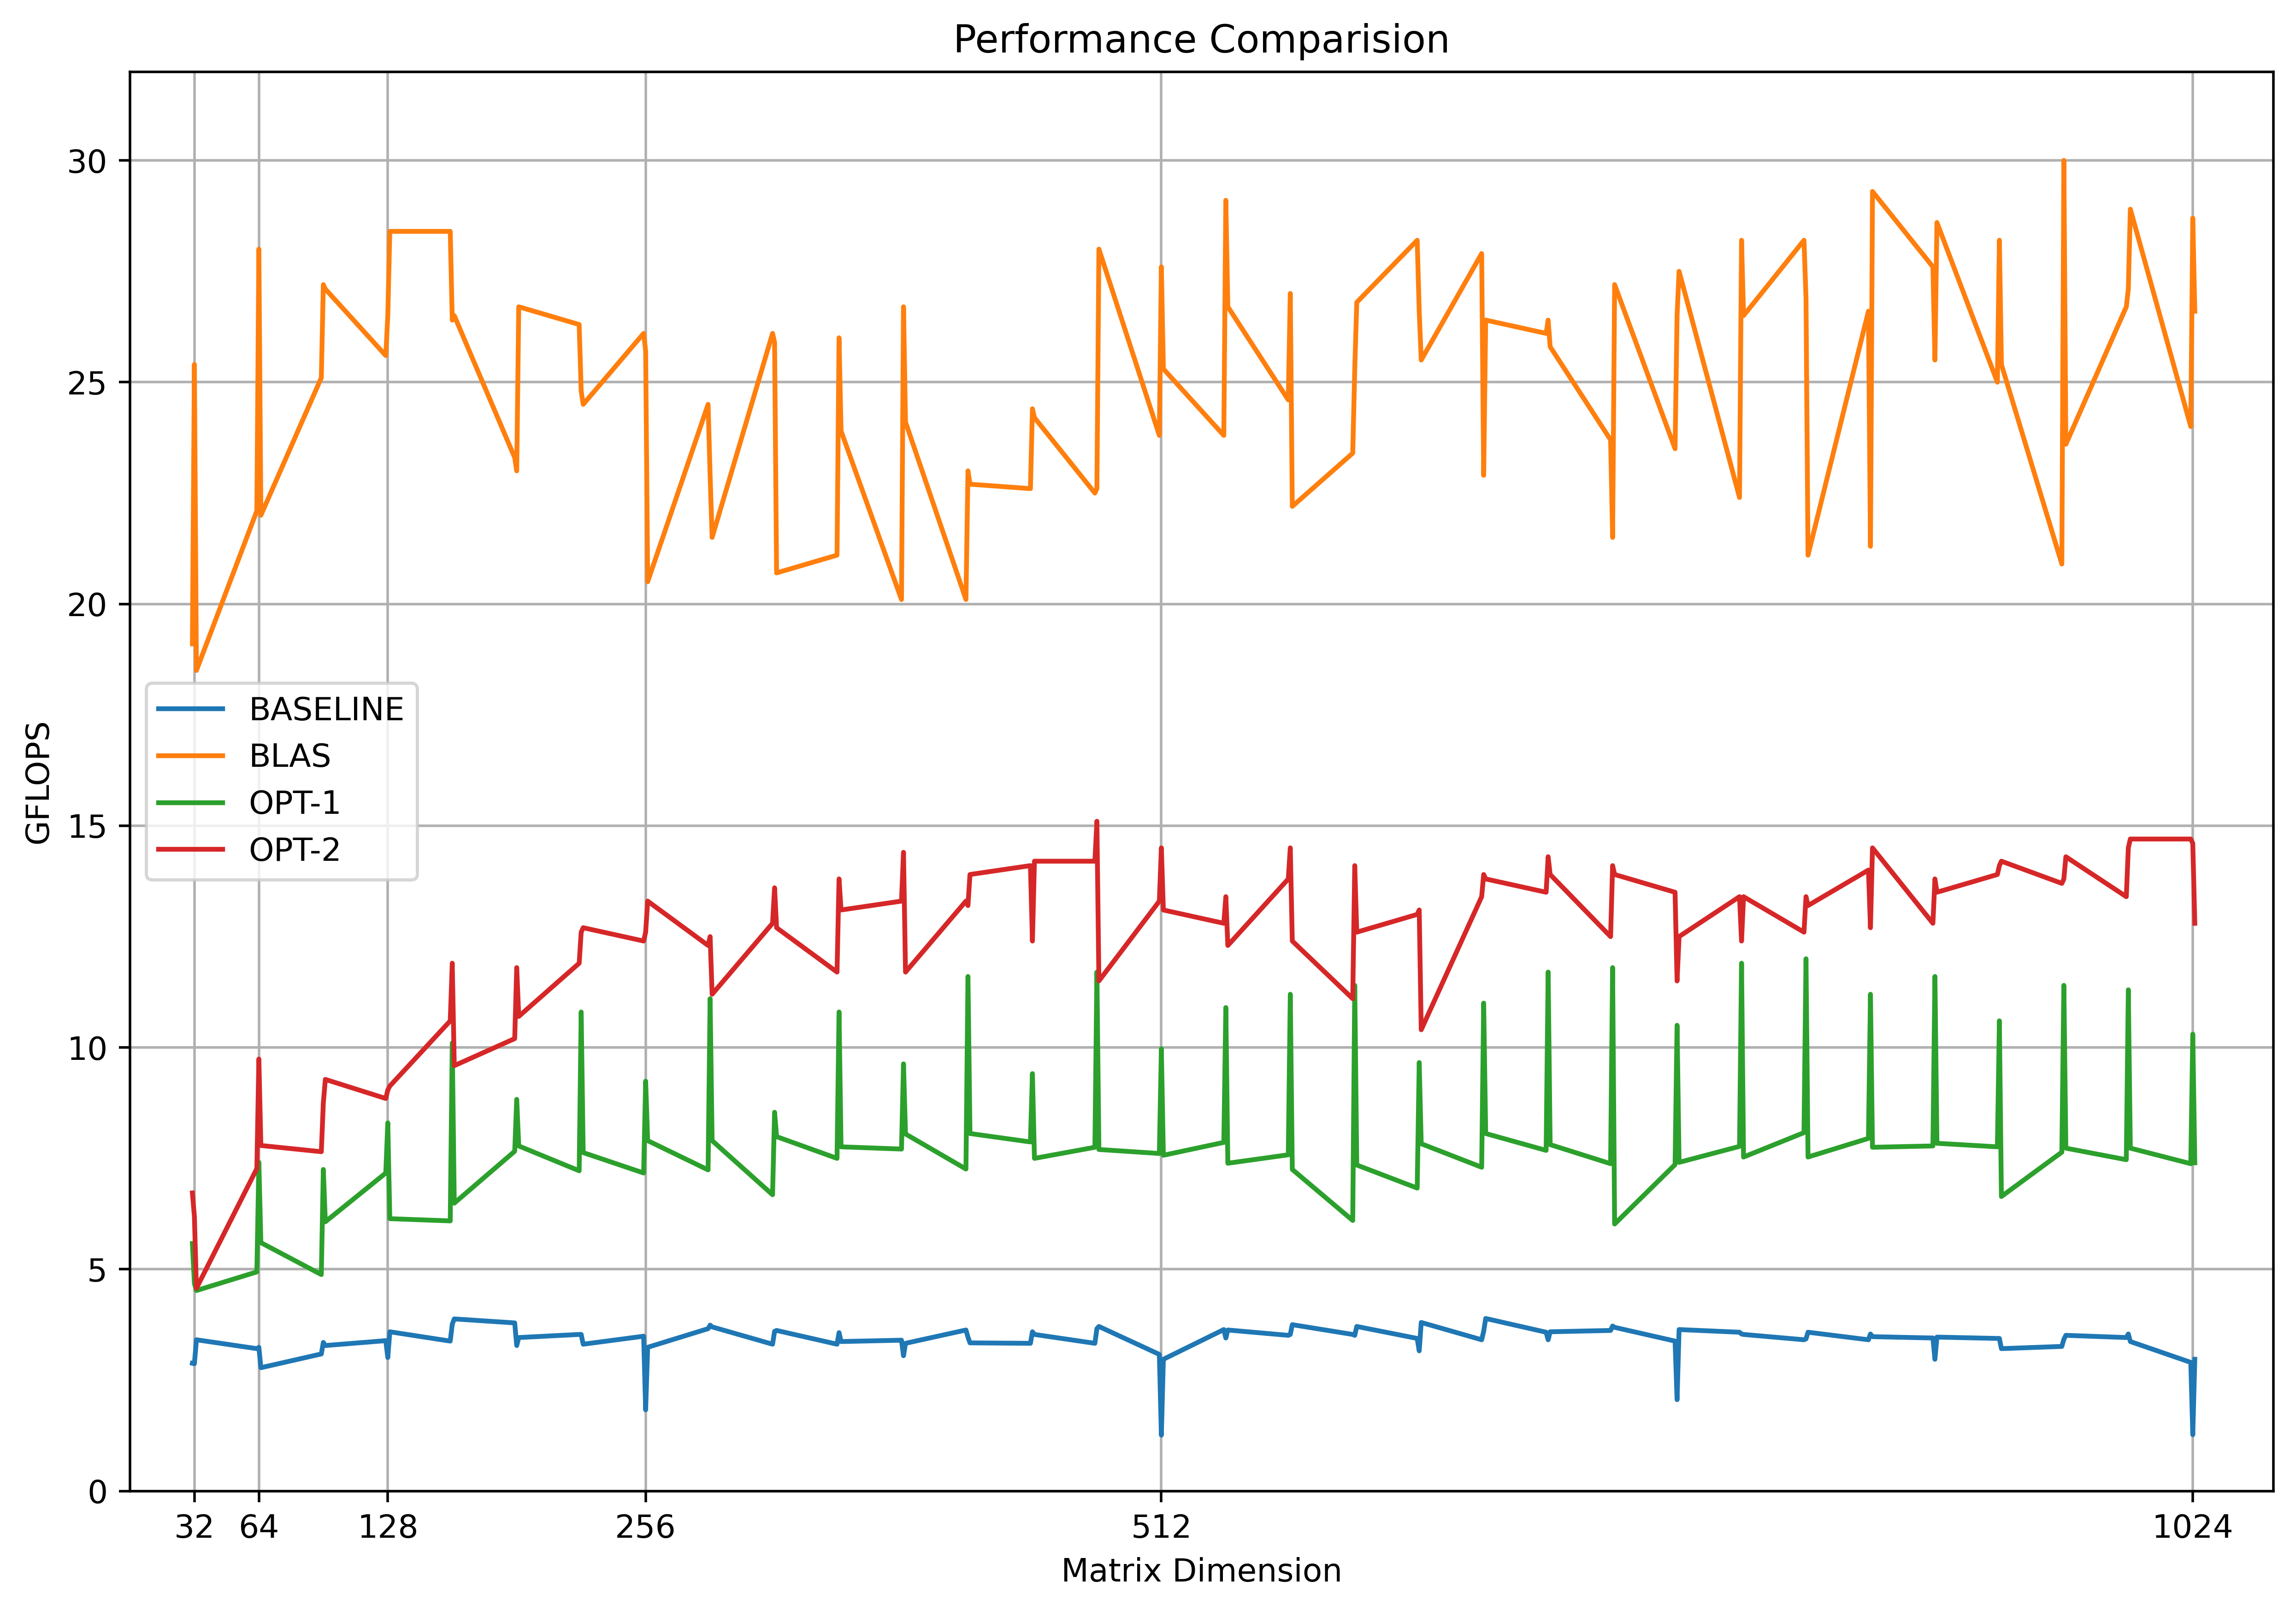 Performance Comparision
GFLOPS
30
25
20
15
10
5
0
BASELINE
BLAS
OPT-1
OPT-2
32 64 128 256 512 1024
Matrix Dimension